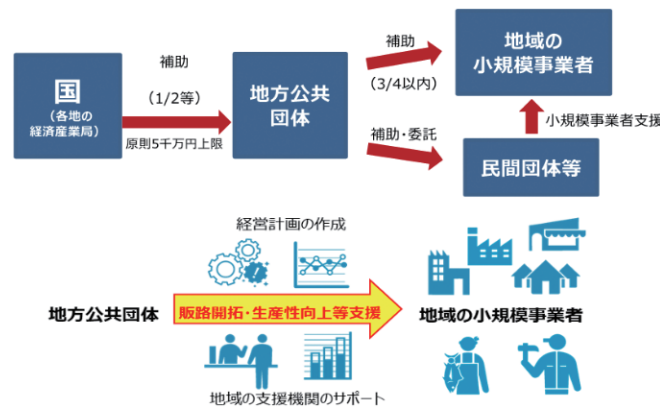 国
（各地の
経済産業局）
補助
（1/2等）
原則5千万円上限
地方公共
団体
補助
（3/4以内）
補助・委託
地域の
小規模事業者
小規模事業者支援
民間団体等
経営計画の作成
地方公共団体
販路開拓・生産性向上等支援
地域の小規模事業者
地域の支援機関のサポート